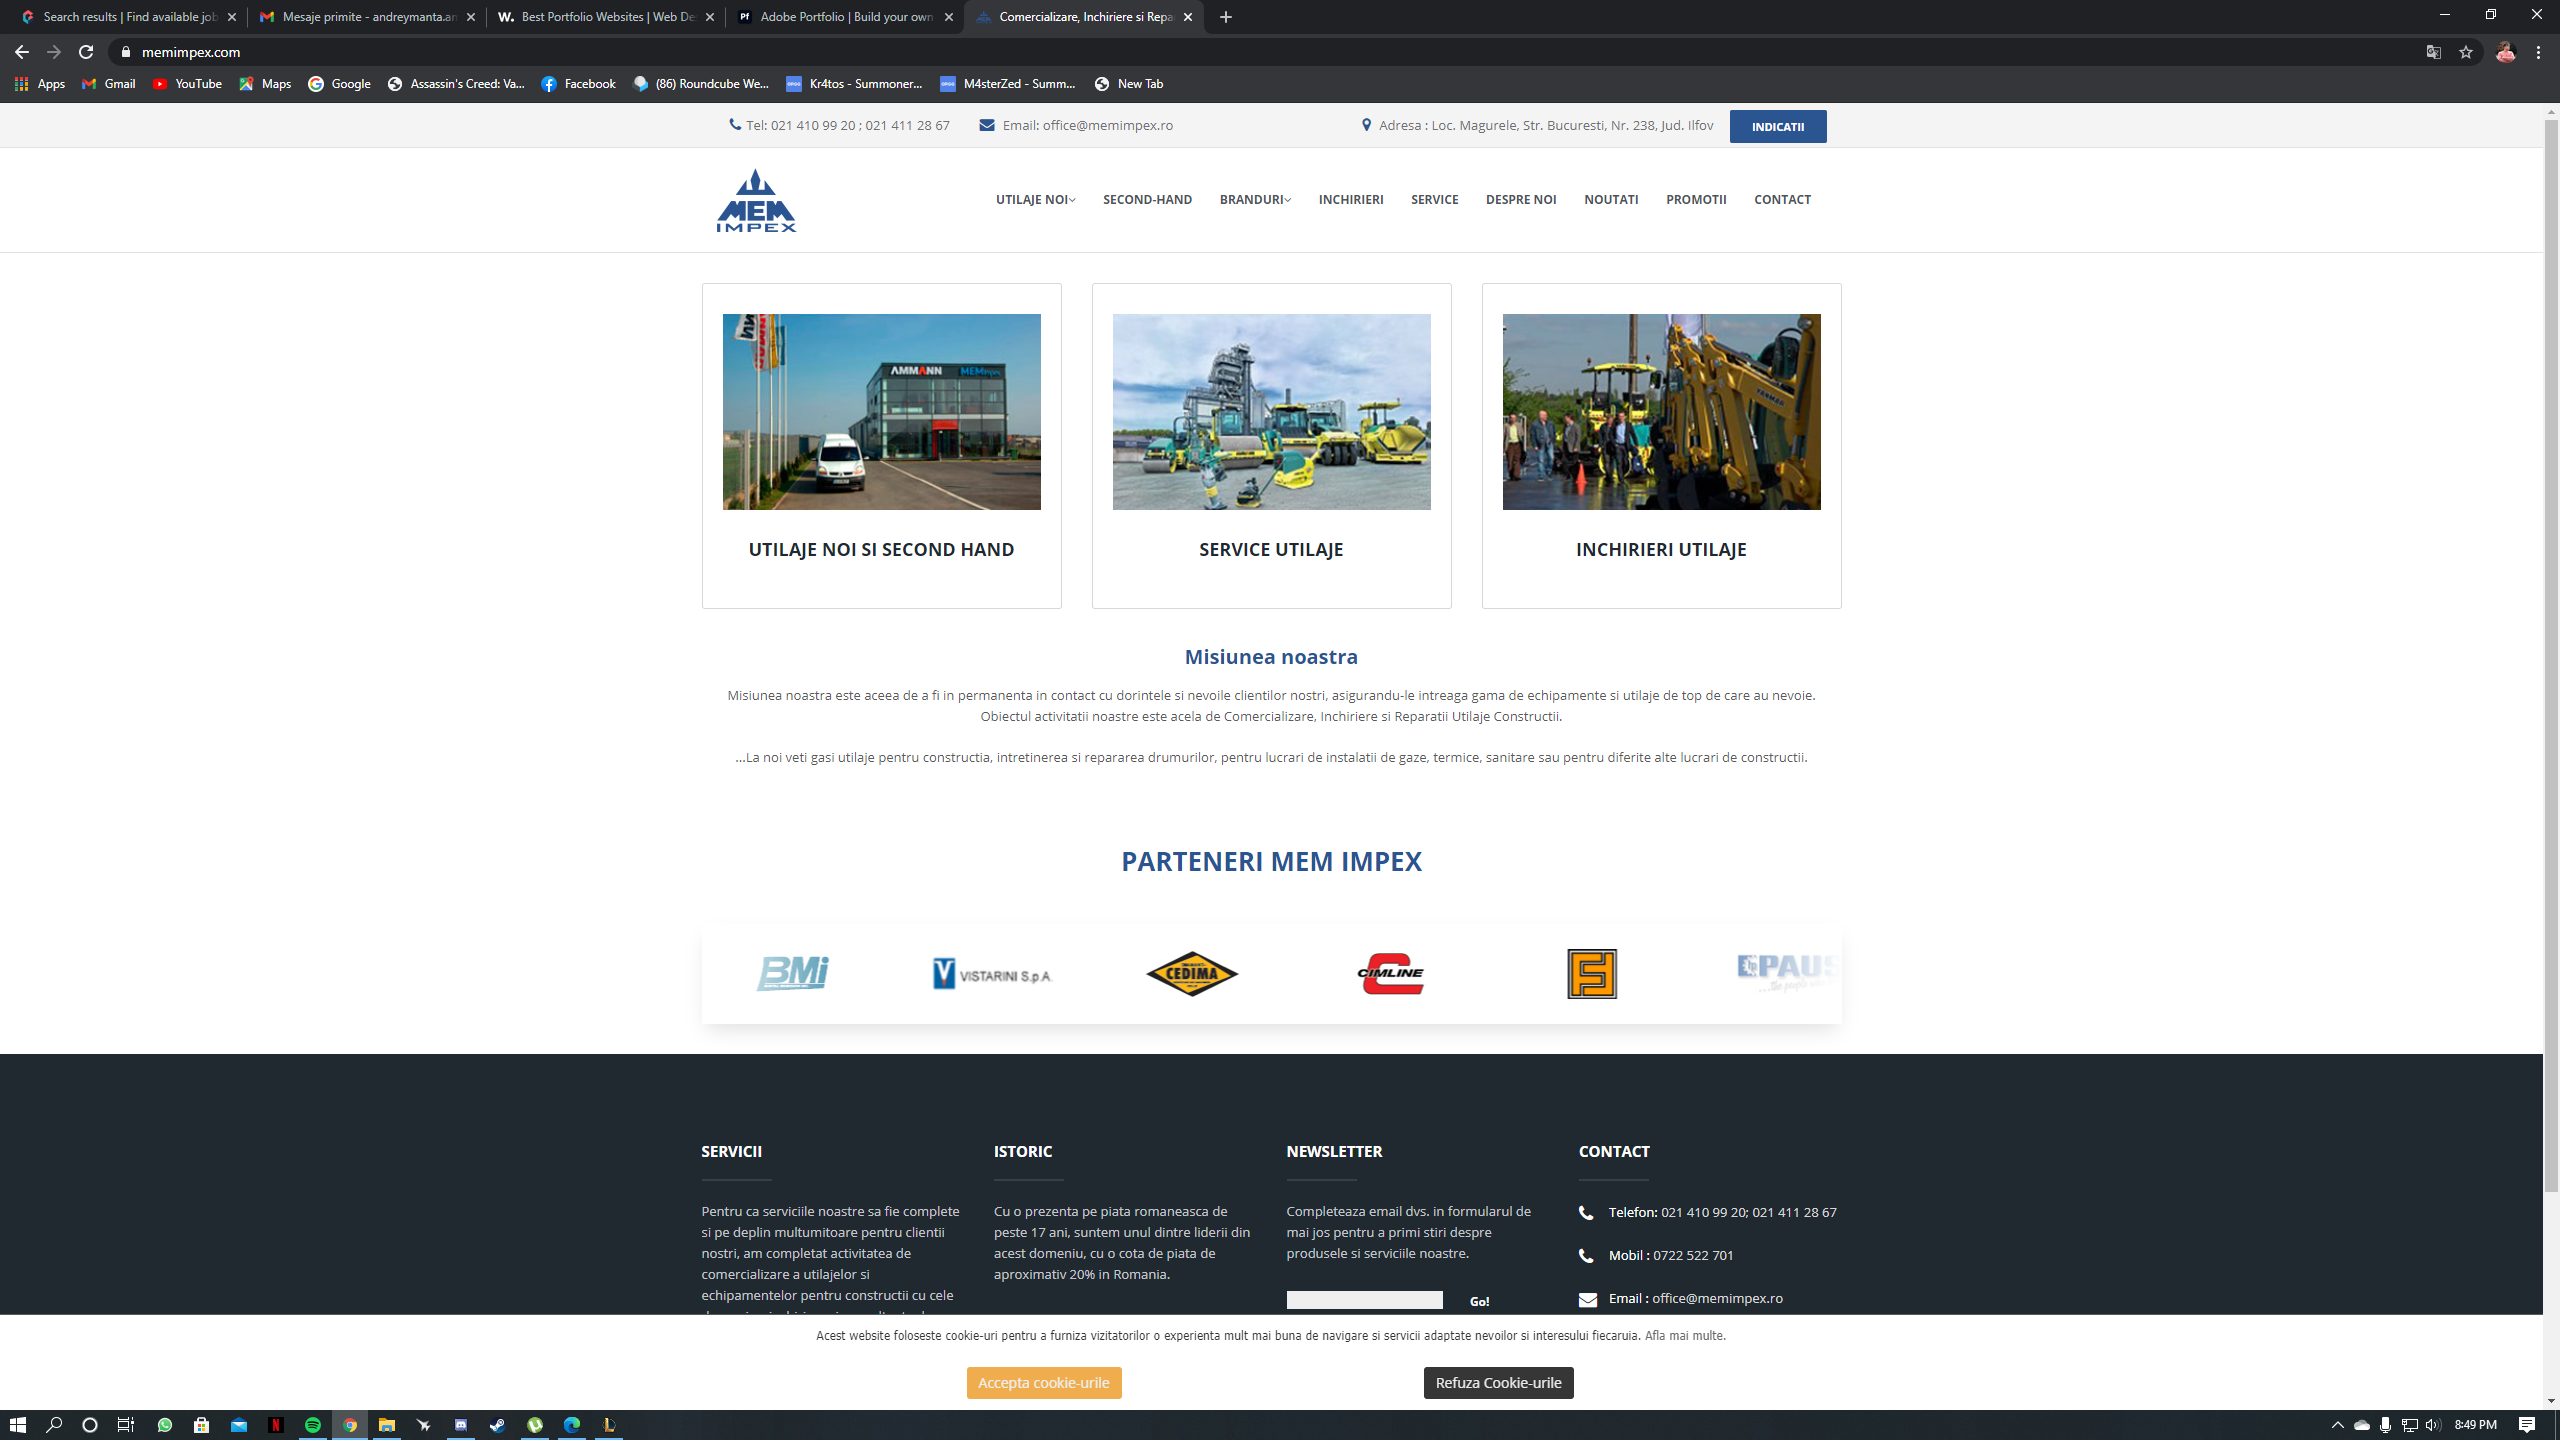 Search results | Find available job
Mesaje primite - andreymanta.an
W. Best Portfolio Websites | Web De
Pf Adobe Portfolio | Build your own
Comercializare, Inchiriere si Repa
memimpex.com
Apps
Gmail
YouTube
Maps
Google
Assassin's Creed: Va...
Facebook
(86) Roundcube We...
Kr4tos - Summoner...
M4sterZed - Summ...
New Tab
Tel: 021 410 99 20 ; 021 411 28 67
Email: office@memimpex.ro
Adresa : Loc. Magurele, Str. Bucuresti, Nr. 238, Jud. Ilfov
INDICATII
MEM
IMPEX
UTILAJE NOI
SECOND-HAND
BRANDURI
INCHIRIERI
SERVICE
DESPRE NOI
NOUTATI
PROMOTII
CONTACT
AMMANN MEMimpex
YANMAR
UTILAJE NOI SI SECOND HAND
SERVICE UTILAJE
INCHIRIERI UTILAJE
Misiunea noastra
Misiunea noastra este aceea de a fi in permanenta in contact cu dorintele si nevoile clientilor nostri, asigurandu-le intreaga gama de echipamente si utilaje de top de care au nevoie.
Obiectul activitatii noastre este acela de Comercializare, Inchiriere si Reparatii Utilaje Constructii.
...La noi veti gasi utilaje pentru constructia, intretinerea si repararea drumurilor, pentru lucrari de instalatii de gaze, termice, sanitare sau pentru diferite alte lucrari de constructii.
PARTENERI MEM IMPEX
BMi
V VISTARINI S.p.A.
CEDIMA
CIMLINE
PAUS
...the people
SERVICII
Pentru ca serviciile noastre sa fie complete
si pe deplin multumitoare pentru clientii
nostri, am completat activitatea de
comercializare a utilajelor si
echipamentelor pentru constructii cu cele
ISTORIC
Cu o prezenta pe piata romaneasca de
peste 17 ani, suntem unul dintre liderii din
acest domeniu, cu o cota de piata de
aproximativ 20% in Romania.
NEWSLETTER
Completeaza email dvs. in formularul de
mai jos pentru a primi stiri despre
produsele si serviciile noastre.
Go!
CONTACT
Telefon: 021 410 99 20; 021 411 28 67
Mobil : 0722 522 701
Email : office@memimpex.ro
Acest website foloseste cookie-uri pentru a furniza vizitatorilor o experienta mult mai buna de navigare si servicii adaptate nevoilor si interesului fiecaruia. Afla mai multe.
Accepta cookie-urile
Refuza Cookie-urile
8:49 PM